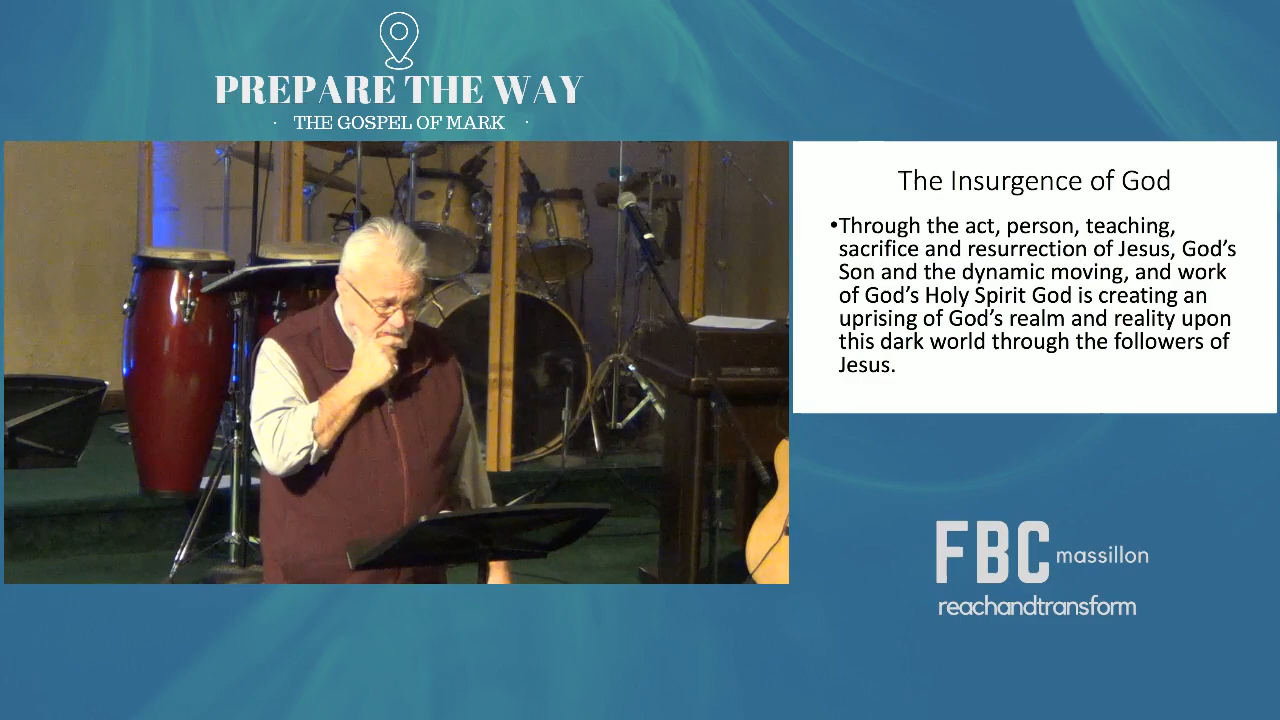 PREPARE THE WAY
· THE GOSPEL OF MARK ·
The Insurgence of God
•Through the act, person, teaching,
sacrifice and resurrection of Jesus, God’s
Son and the dynamic moving, and work
of God’s Holy Spirit God is creating an
uprising of God’s realm and reality upon
this dark world through the followers of
Jesus.
FBC massillon
reachandtransform